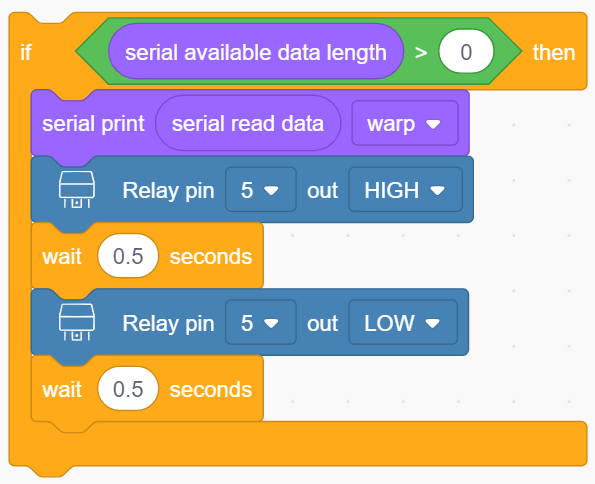 if serial available data length > 0 then
serial print serial read data warp
Relay pin 5 out HIGH
wait 0.5 seconds
Relay pin 5 out LOW
wait 0.5 seconds